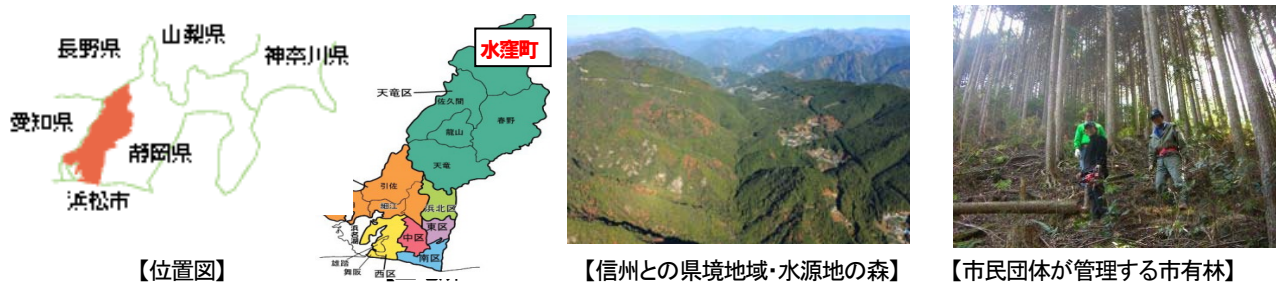 長野県
山梨県
神奈川県
愛知県
静岡県
浜松市
【位置図】
水窪町
天竜区
佐久間
春野
龍山
天竜
引佐
細江
浜北区
浜名湖
東区
中区
雄踏
舞阪
西区
南区
【信州との県境地域・水源地の森】
【市民団体が管理する市有林】